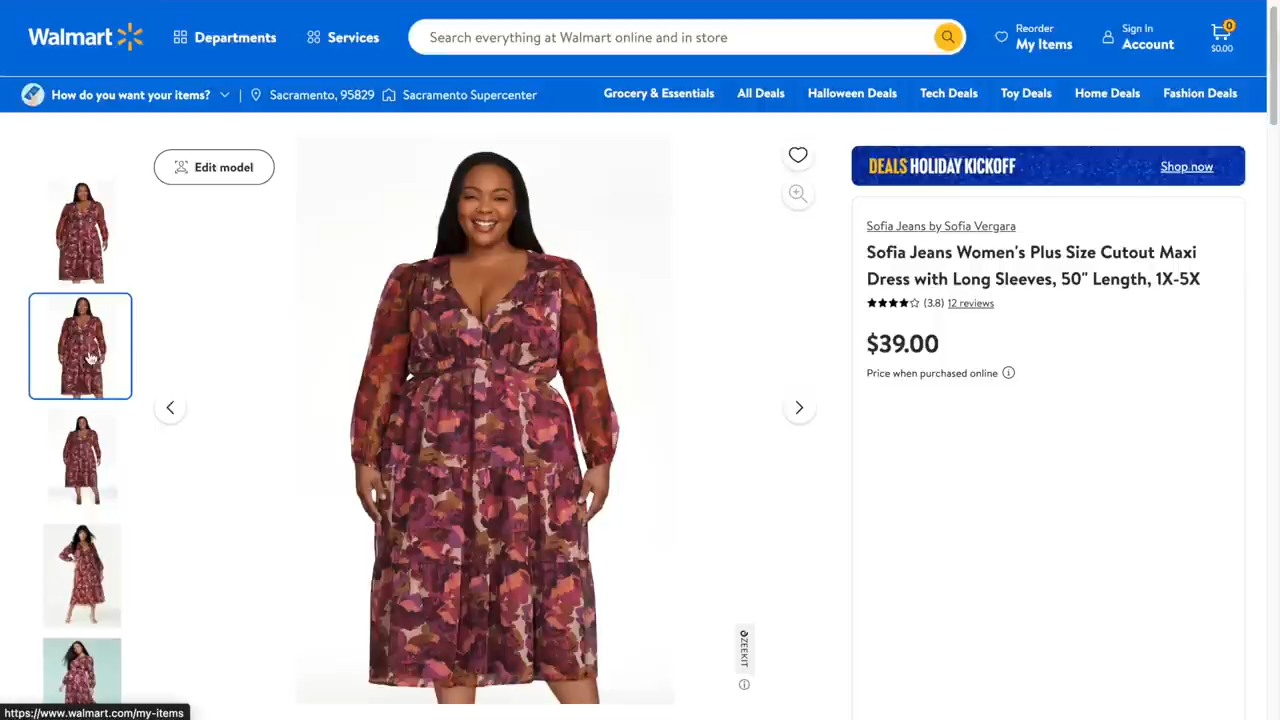 Walmart
Departments
Services
Search everything at Walmart online and in store
Reorder
My Items
Sign In
Account
0
$0.00
How do you want your items?
Sacramento, 95829
Sacramento Supercenter
Grocery & Essentials
All Deals
Halloween Deals
Tech Deals
Toy Deals
Home Deals
Fashion Deals
Edit model
DEALS HOLIDAY KICKOFF
Shop now
Sofia Jeans by Sofia Vergara
Sofia Jeans Women's Plus Size Cutout Maxi
Dress with Long Sleeves, 50" Length, 1X-5X
(3.8) 12 reviews
$39.00
Price when purchased online
ZEEKIT
https://www.walmart.com/my-items